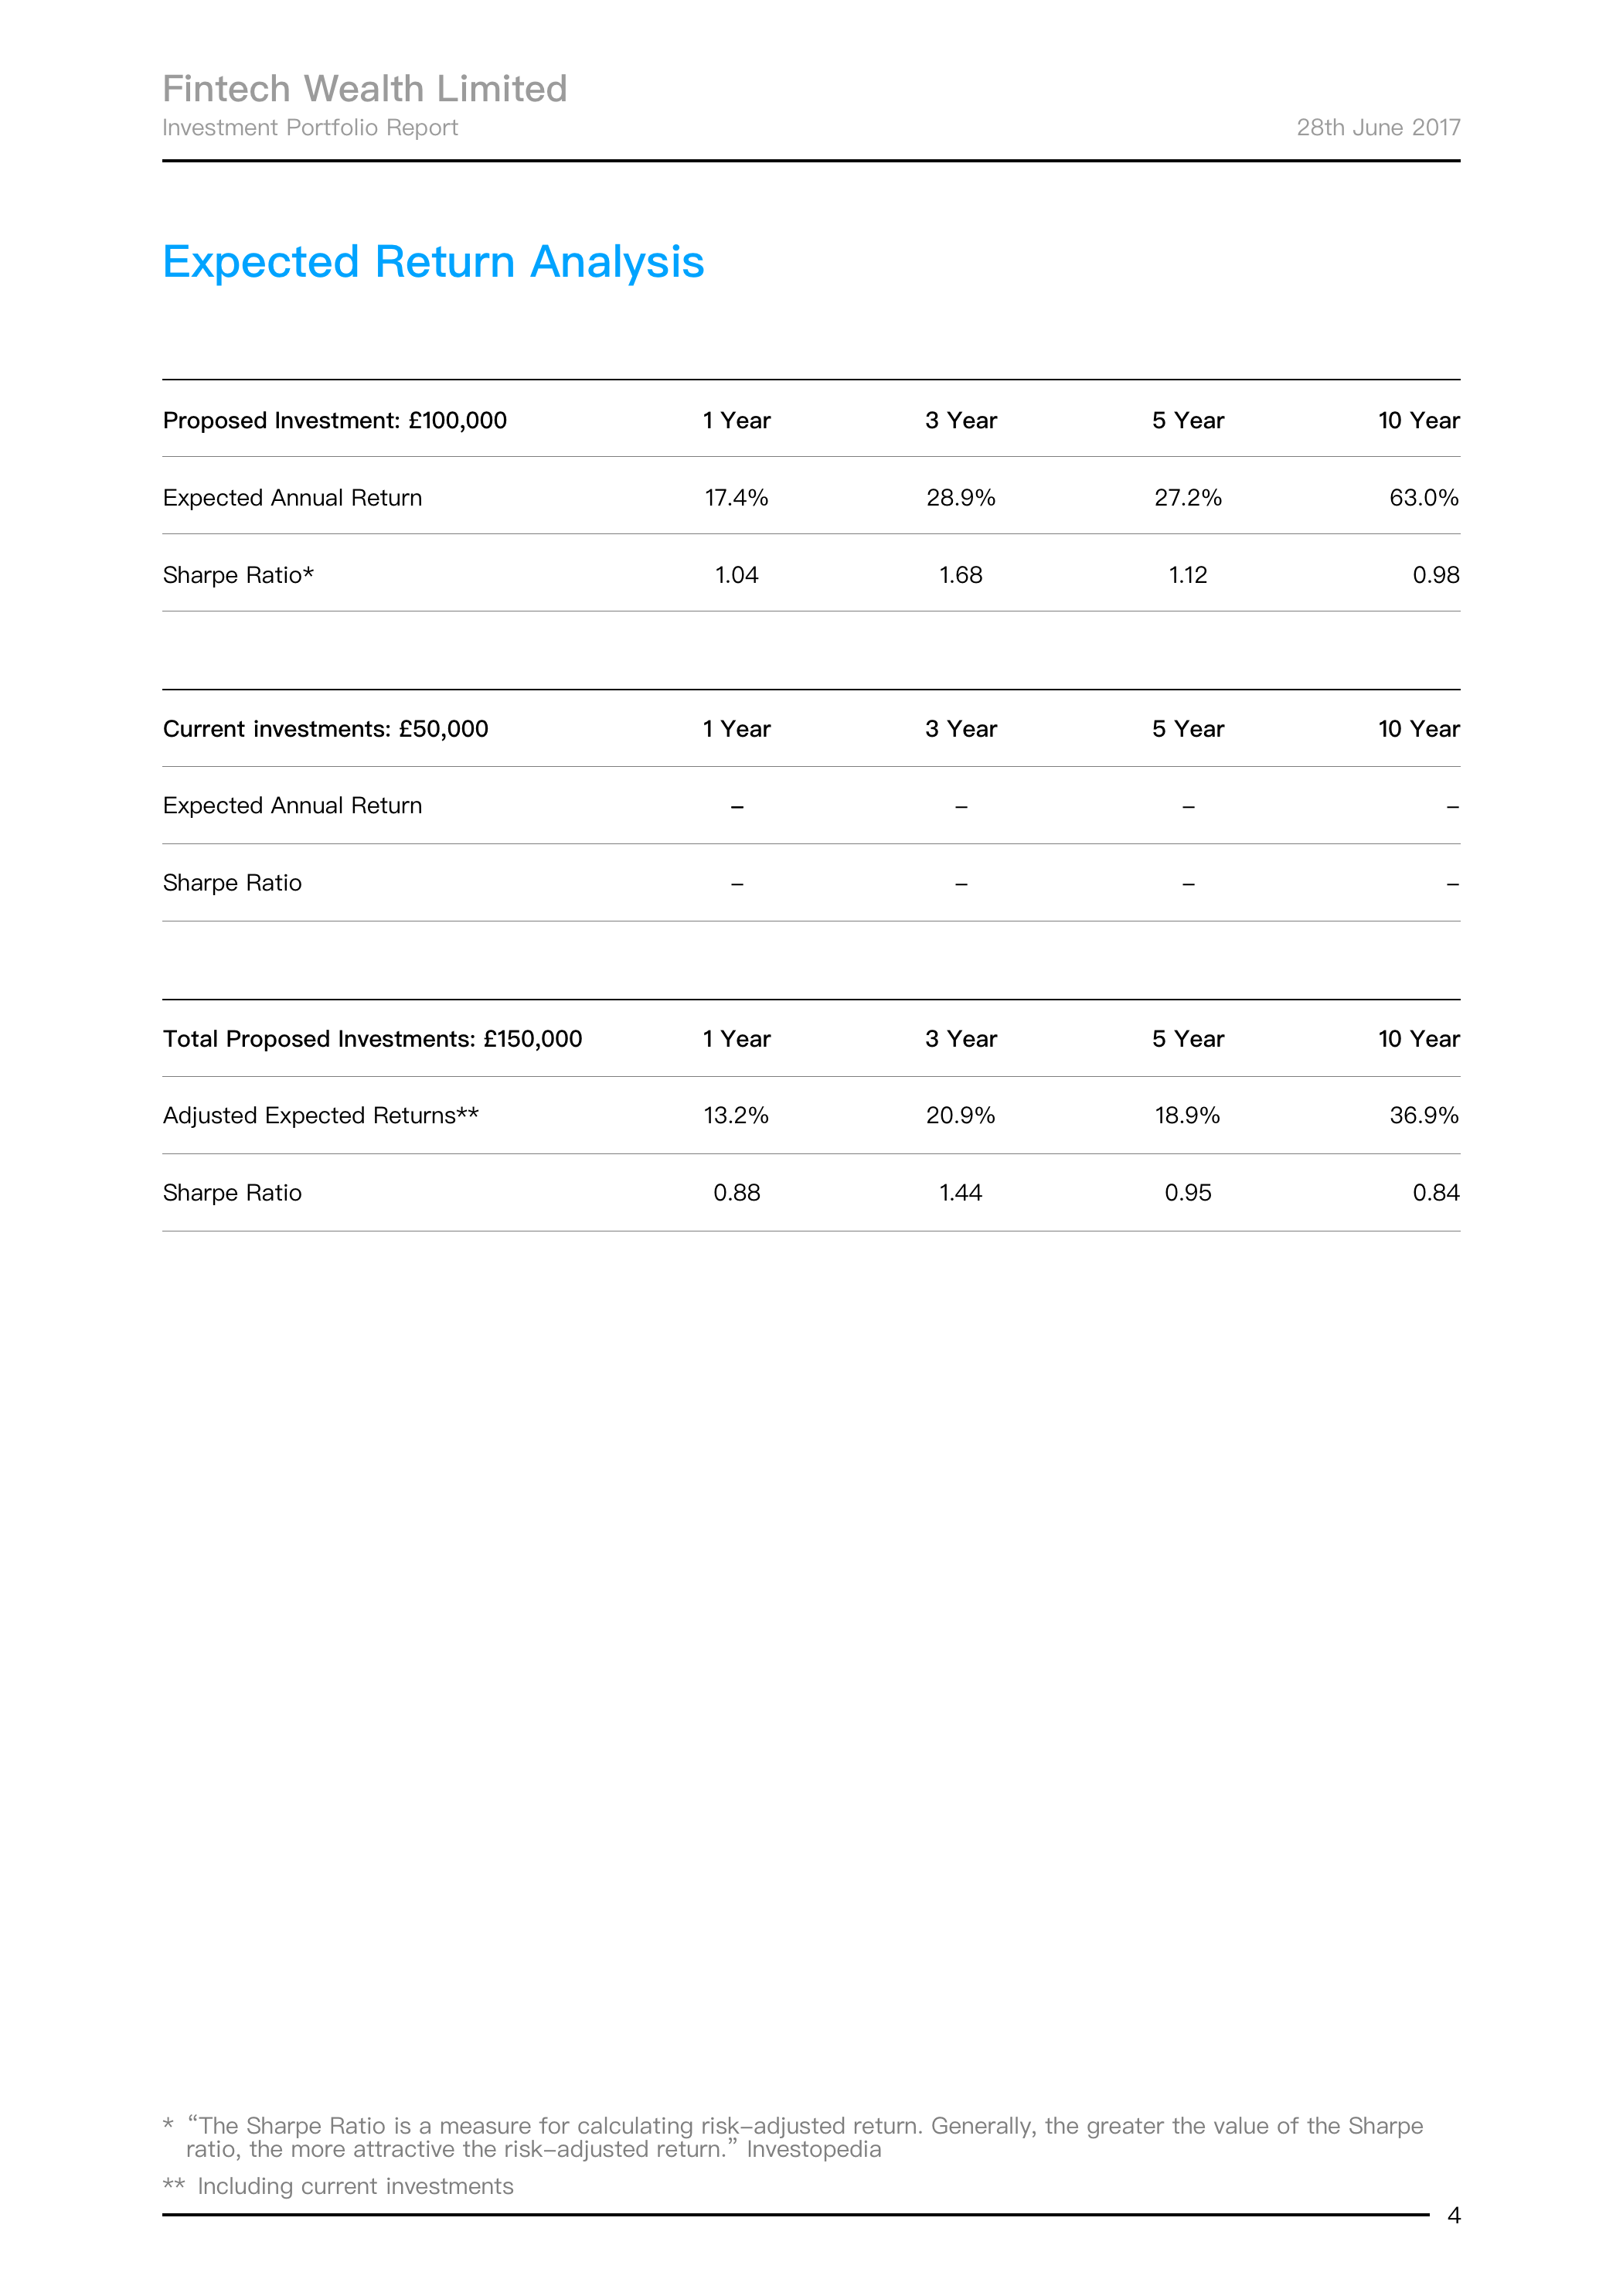 Fintech Wealth Limited
Investment Portfolio Report 28th June 2017
Expected Return Analysis
Proposed Investment: £100,000 1 Year 3 Year 5 Year 10 Year
Expected Annual Return 17.4% 28.9% 27.2% 63.0%
Sharpe Ratio* 1.04 1.68 1.12 0.98
Current investments: £50,000 1 Year 3 Year 5 Year 10 Year
Expected Annual Return – – – –
Sharpe Ratio – – – –
Total Proposed Investments: £150,000 1 Year 3 Year 5 Year 10 Year
Adjusted Expected Returns** 13.2% 20.9% 18.9% 36.9%
Sharpe Ratio 0.88 1.44 0.95 0.84
* “The Sharpe Ratio is a measure for calculating risk–adjusted return. Generally, the greater the value of the Sharpe
ratio, the more attractive the risk–adjusted return.” Investopedia
** Including current investments
4